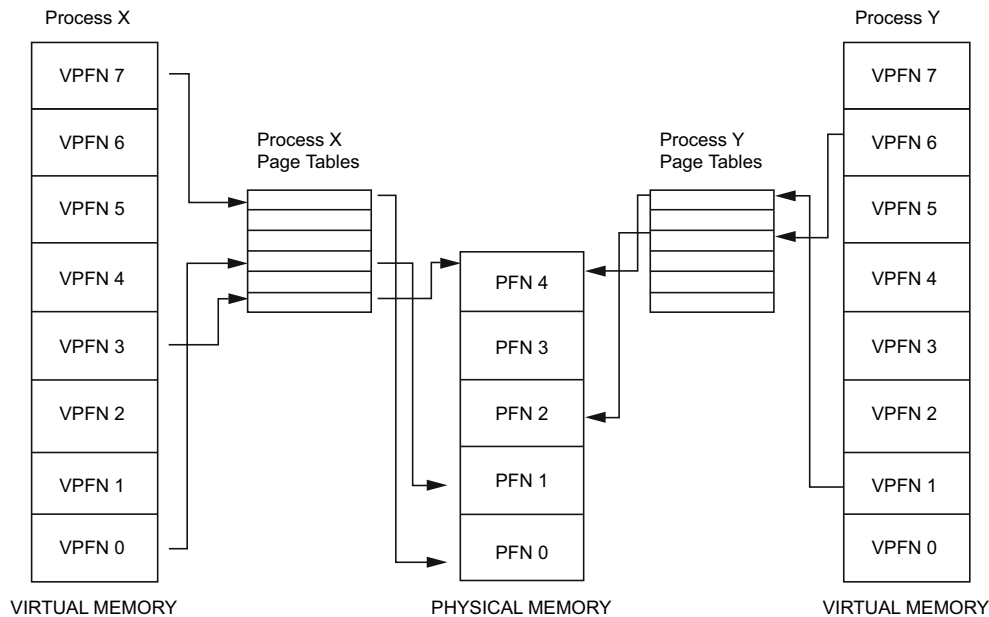 Process X
Process Y
VPFN 7
VPFN 6
VPFN 5
VPFN 4
VPFN 3
VPFN 2
VPFN 1
VPFN 0
VIRTUAL MEMORY
Process X
Page Tables
PFN 4
PFN 3
PFN 2
PFN 1
PFN 0
PHYSICAL MEMORY
Process Y
Page Tables
VPFN 7
VPFN 6
VPFN 5
VPFN 4
VPFN 3
VPFN 2
VPFN 1
VPFN 0
VIRTUAL MEMORY